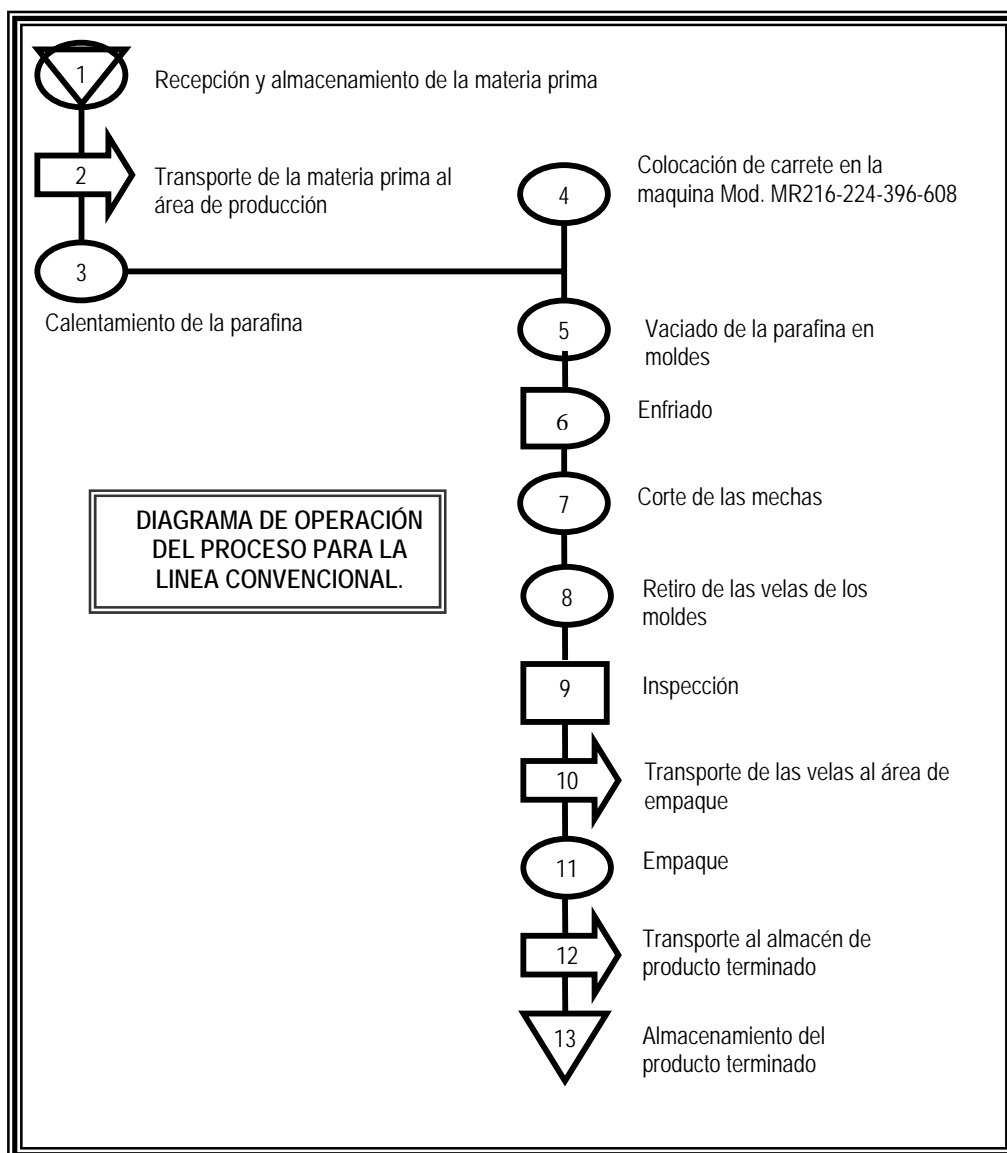 1
Recepción y almacenamiento de la materia prima
2
Transporte de la materia prima al
área de producción
3
Calentamiento de la parafina
4
Colocación de carrete en la
maquina Mod. MR216-224-396-608
5
Vaciado de la parafina en
moldes
6
Enfriado
7
Corte de las mechas
DIAGRAMA DE OPERACIÓN
DEL PROCESO PARA LA
LINEA CONVENCIONAL.
8
Retiro de las velas de los
moldes
9
Inspección
10
Transporte de las velas al área de
empaque
11
Empaque
12
Transporte al almacén de
producto terminado
13
Almacenamiento del
producto terminado